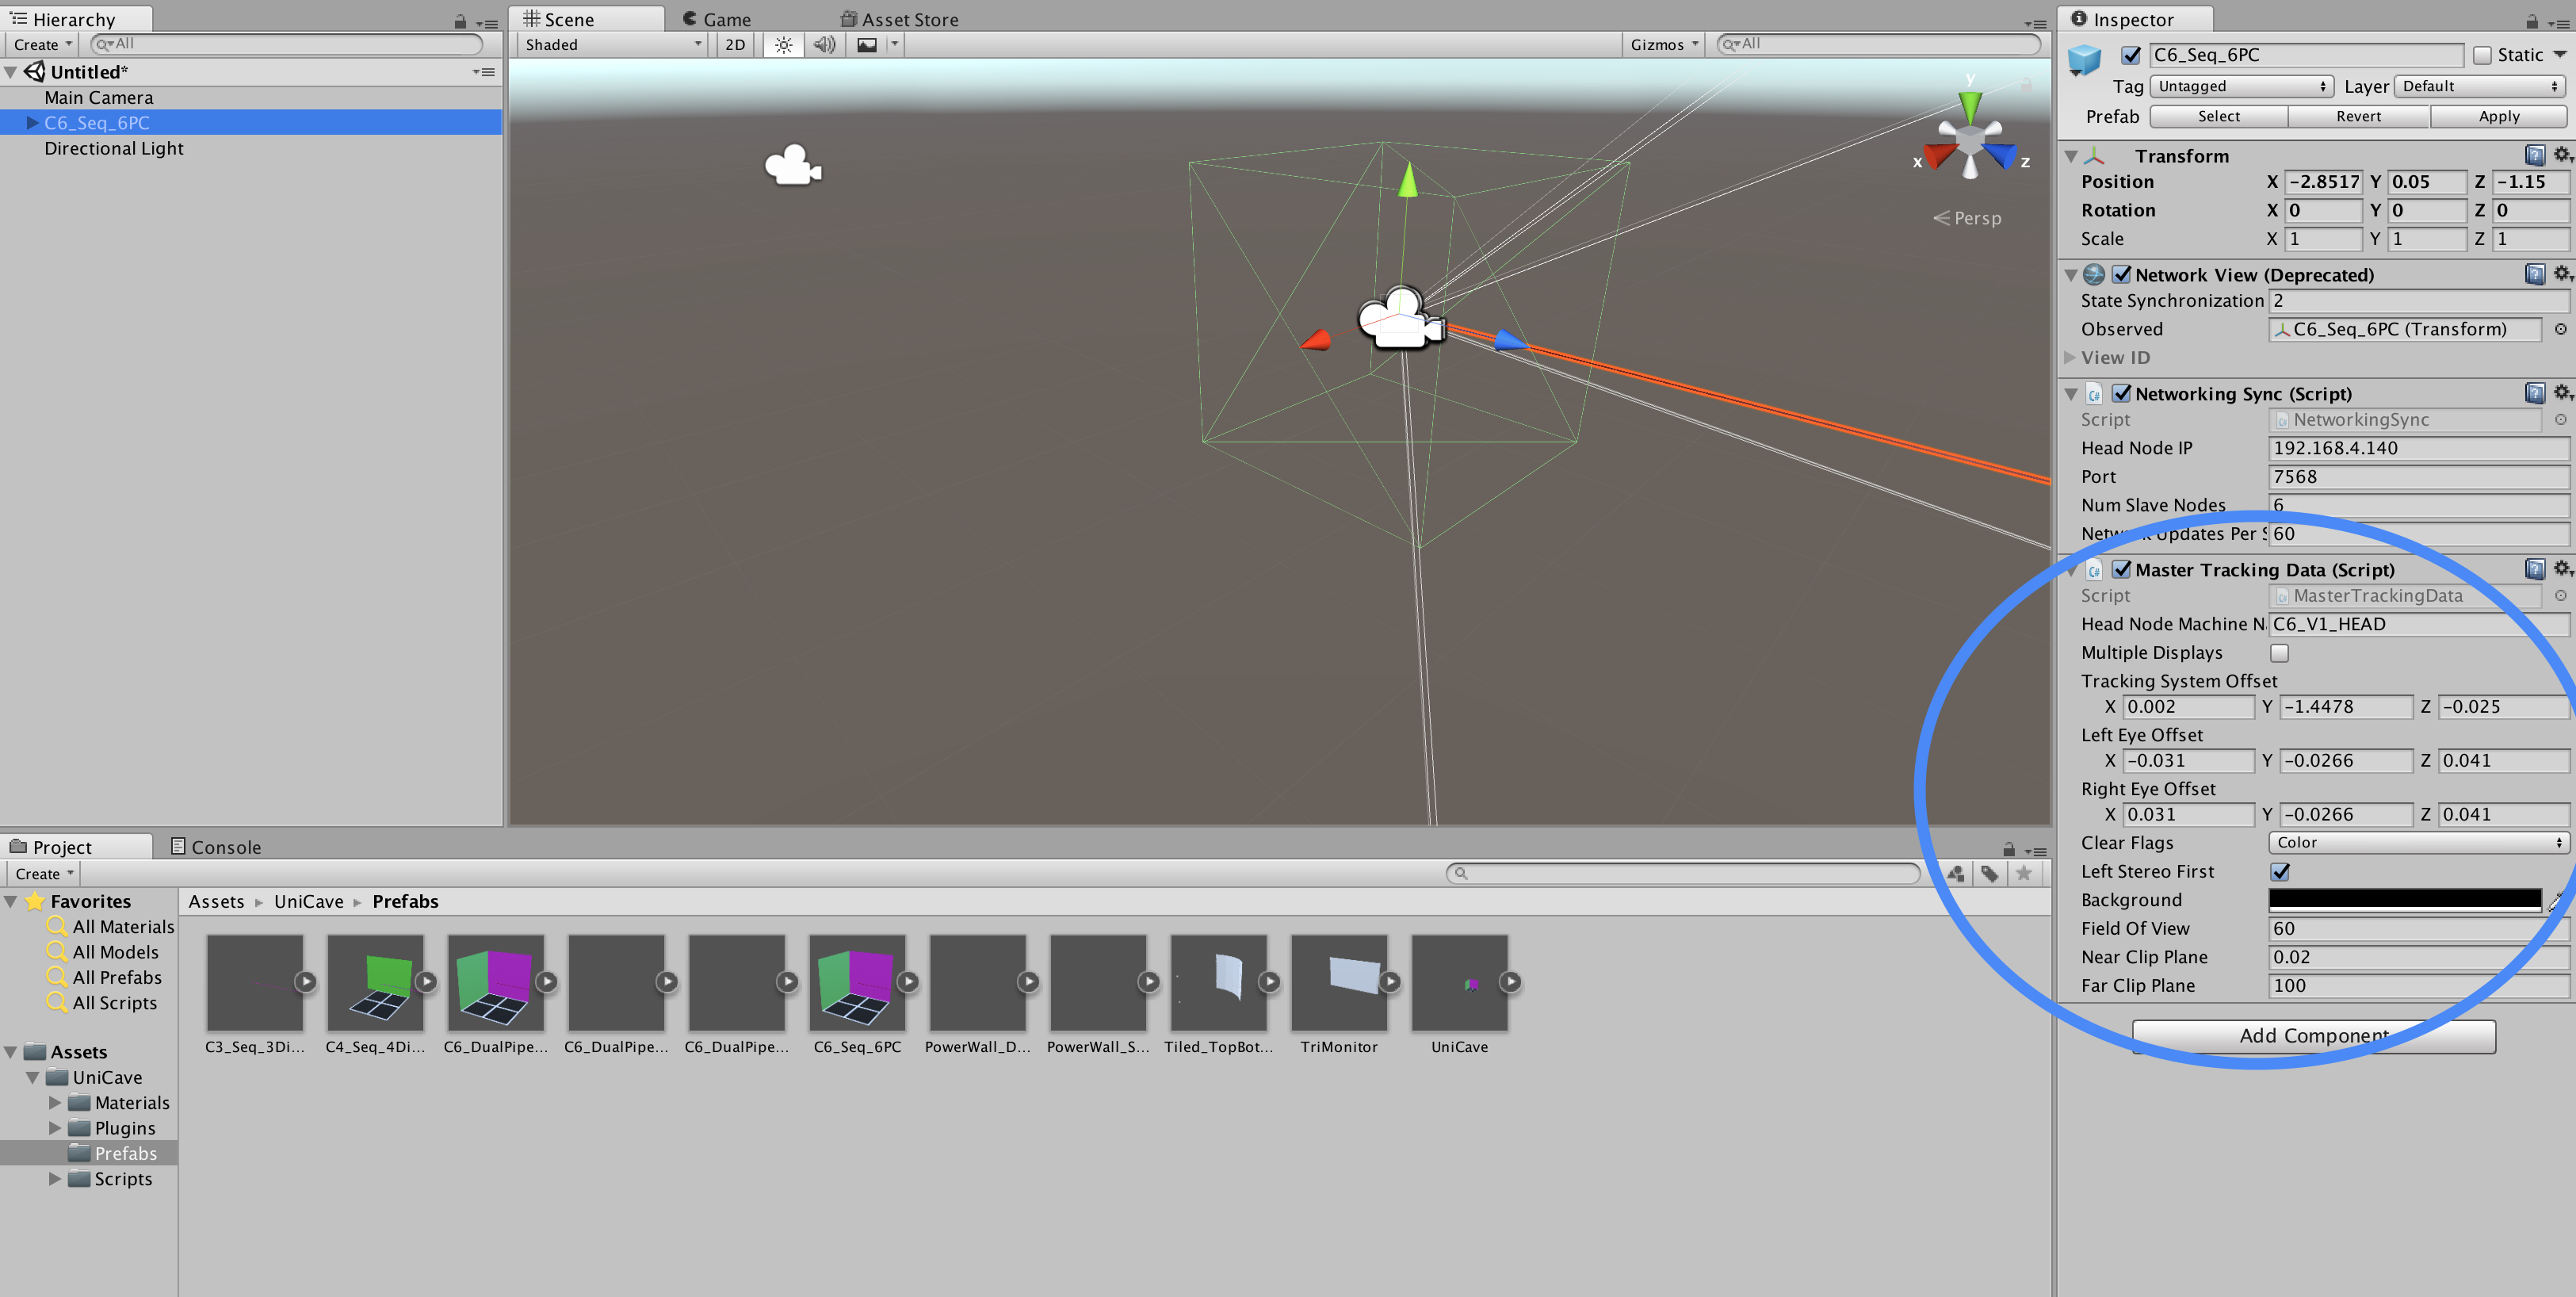 Hierarchy
Create All
Untitled*
Main Camera
C6_Seq_6PC
Directional Light
Scene Game Asset Store
Shaded 2D Gizmos All
y
x z
Persp
Inspector
C6_Seq_6PC Static
Tag Untagged Layer Default
Prefab Select Revert Apply
Transform
Position X -2.8517 Y 0.05 Z -1.15
Rotation X 0 Y 0 Z 0
Scale X 1 Y 1 Z 1
Network View (Deprecated)
State Synchronization 2
Observed C6_Seq_6PC (Transform)
View ID
Networking Sync (Script)
Script NetworkingSync
Head Node IP 192.168.4.140
Port 7568
Num Slave Nodes 6
Updates Per S 60
Master Tracking Data (Script)
Script MasterTrackingData
Head Node Machine N C6_V1_HEAD
Multiple Displays
Tracking System Offset
X 0.002 Y -1.4478 Z -0.025
Left Eye Offset
X -0.031 Y -0.0266 Z 0.041
Right Eye Offset
X 0.031 Y -0.0266 Z 0.041
Clear Flags Color
Left Stereo First
Background
Field Of View 60
Near Clip Plane 0.02
Far Clip Plane 100
Add Component
Project Console
Create
Favorites
All Materials
All Models
All Prefabs
All Scripts
Assets
UniCave
Materials
Plugins
Prefabs
Scripts
Assets UniCave Prefabs
C3_Seq_3Di... C4_Seq_4Di... C6_DualPipe... C6_DualPipe... C6_DualPipe... C6_Seq_6PC PowerWall_D... PowerWall_S... Tiled_TopBot... TriMonitor UniCave